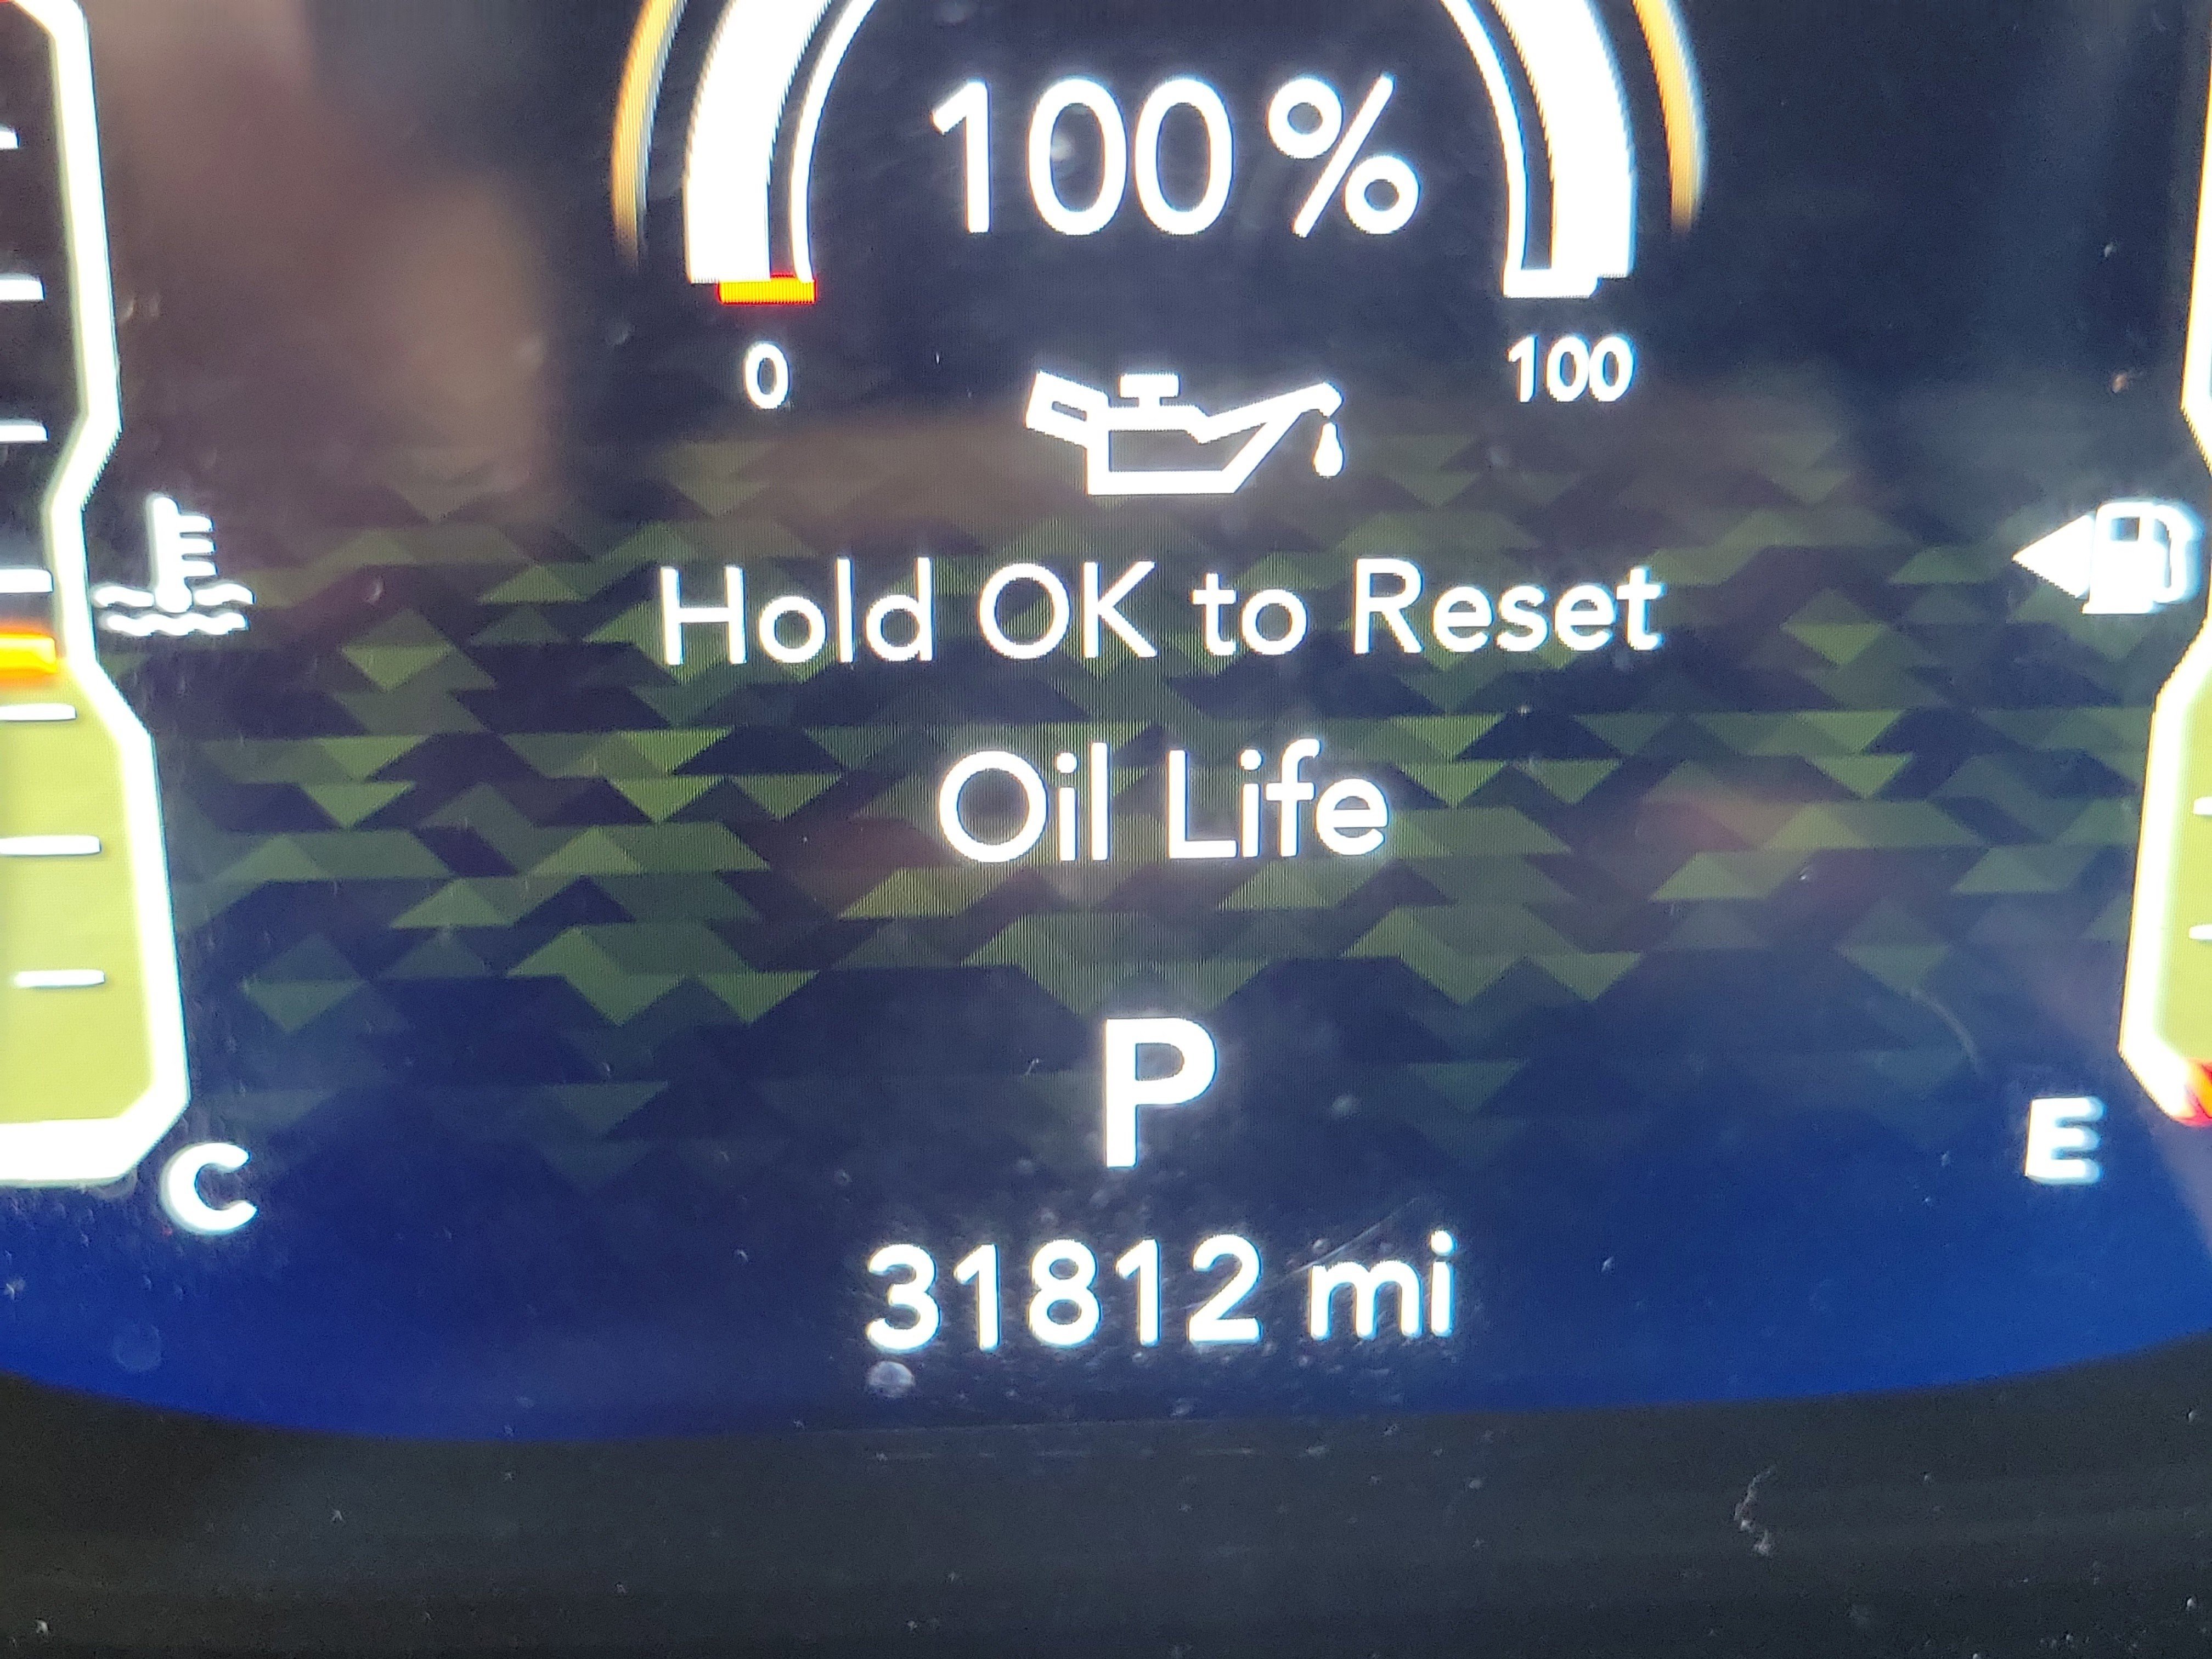 100 %
0 100
Hold OK to Reset
Oil Life
P
C E
31812 mi